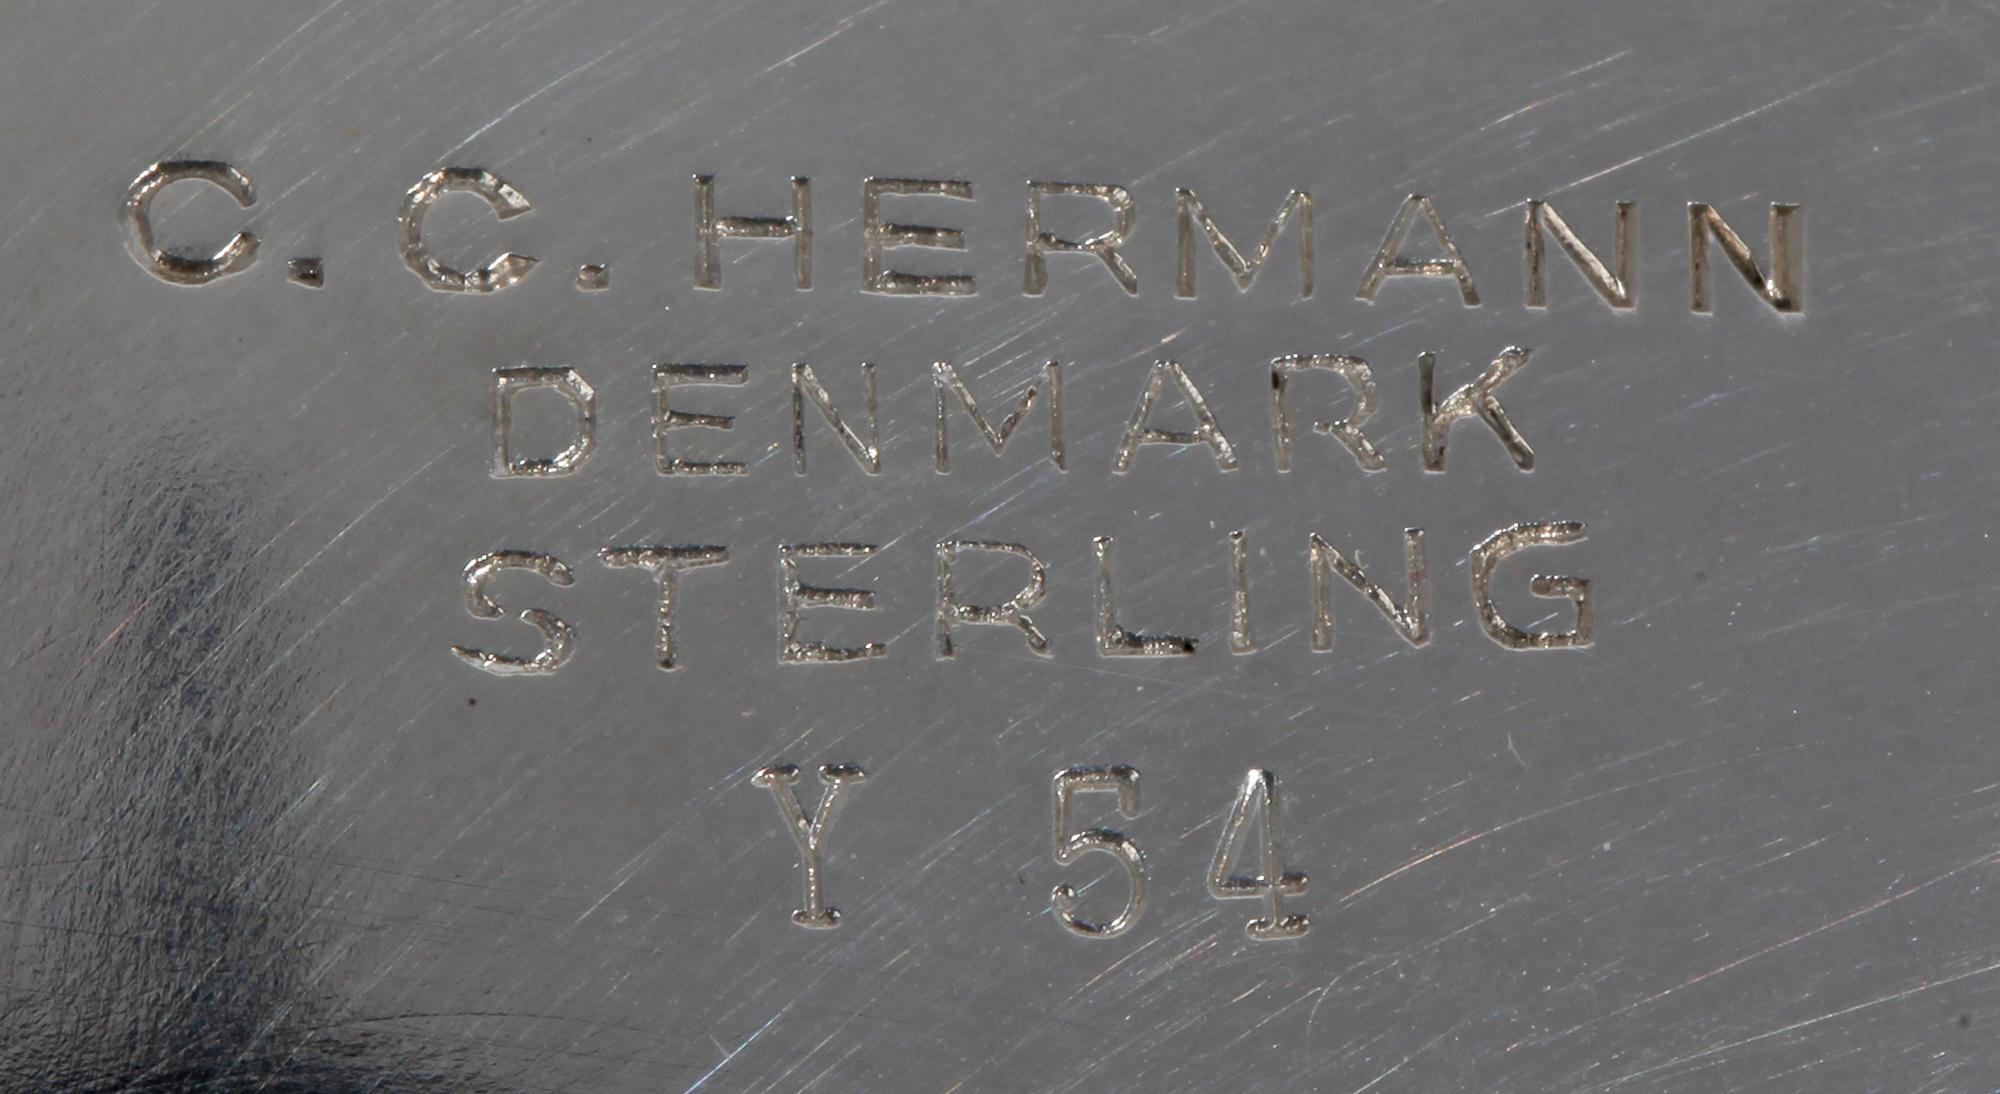 C. C. HERMANN
DENMARK
STERLING
Y 54